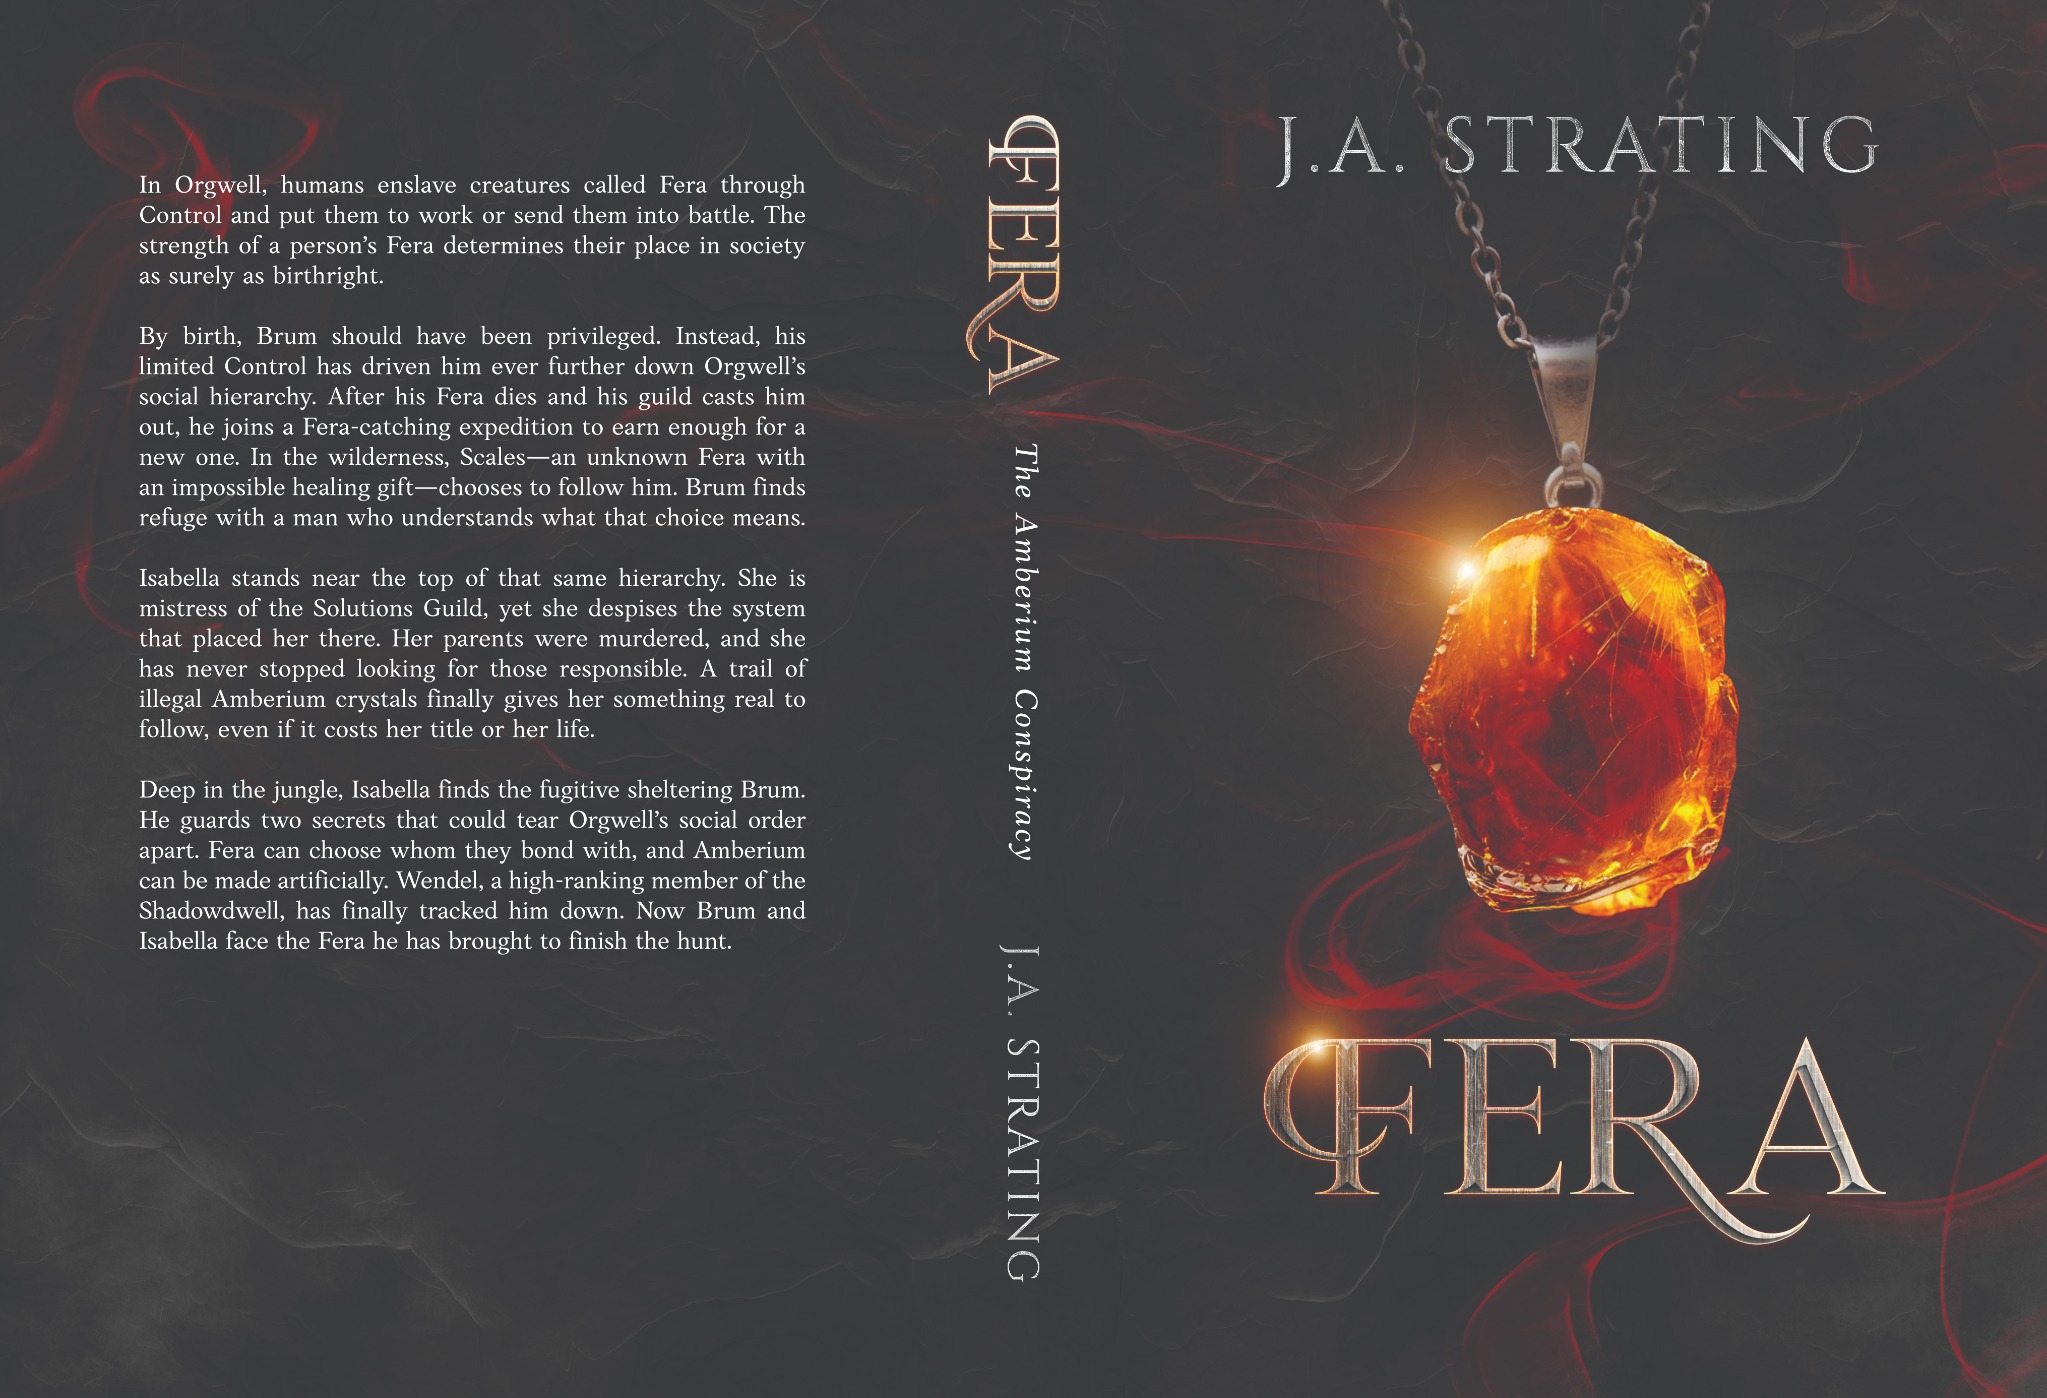 In Orgwell, humans enslave creatures called Fera through
Control and put them to work or send them into battle. The
strength of a person’s Fera determines their place in society
as surely as birthright.
By birth, Brum should have been privileged. Instead, his
limited Control has driven him ever further down Orgwell’s
social hierarchy. After his Fera dies and his guild casts him
out, he joins a Fera-catching expedition to earn enough for a
new one. In the wilderness, Scales—an unknown Fera with
an impossible healing gift—chooses to follow him. Brum finds
refuge with a man who understands what that choice means.
Isabella stands near the top of that same hierarchy. She is
mistress of the Solutions Guild, yet she despises the system
that placed her there. Her parents were murdered, and she
has never stopped looking for those responsible. A trail of
illegal Amberium crystals finally gives her something real to
follow, even if it costs her title or her life.
Deep in the jungle, Isabella finds the fugitive sheltering Brum.
He guards two secrets that could tear Orgwell’s social order
apart. Fera can choose whom they bond with, and Amberium
can be made artificially. Wendel, a high-ranking member of the
Shadowdwell, has finally tracked him down. Now Brum and
Isabella face the Fera he has brought to finish the hunt.
FERA
The Amberium Conspiracy
J.A. STRATING
J.A. STRATING
FERA